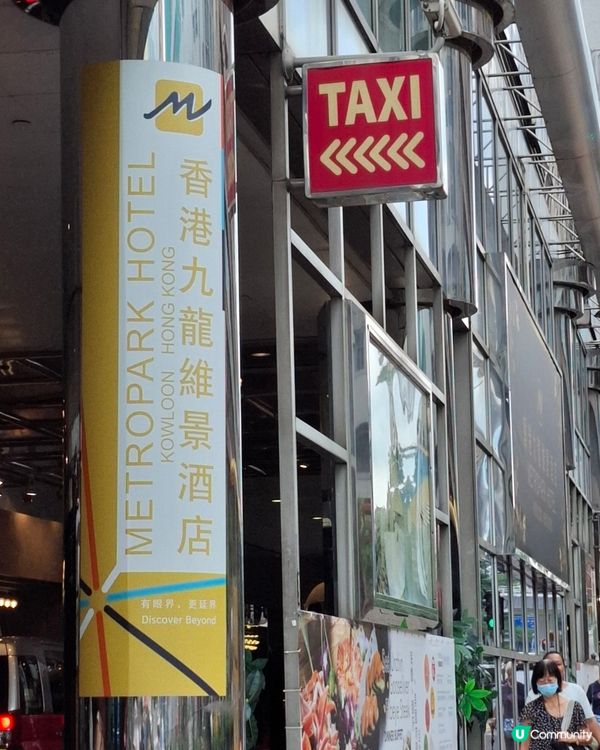 TAXI
METROPARK HOTEL
KOWLOON HONG KONG
香港九龍維景酒店
有眼界，更延界
Discover Beyond
U Community